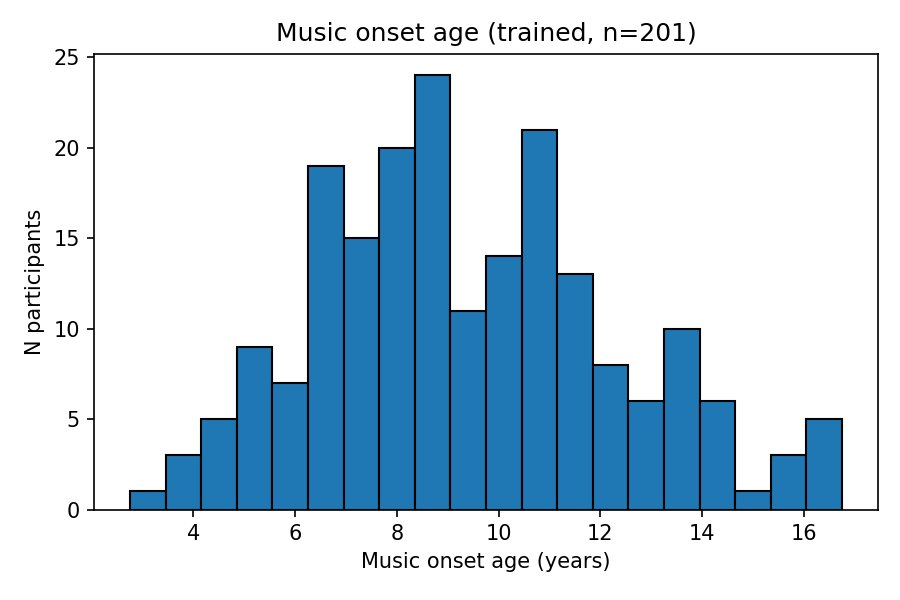 Music onset age (trained, n=201)
25
20
15
10
5
0
N participants
4 6 8 10 12 14 16
Music onset age (years)